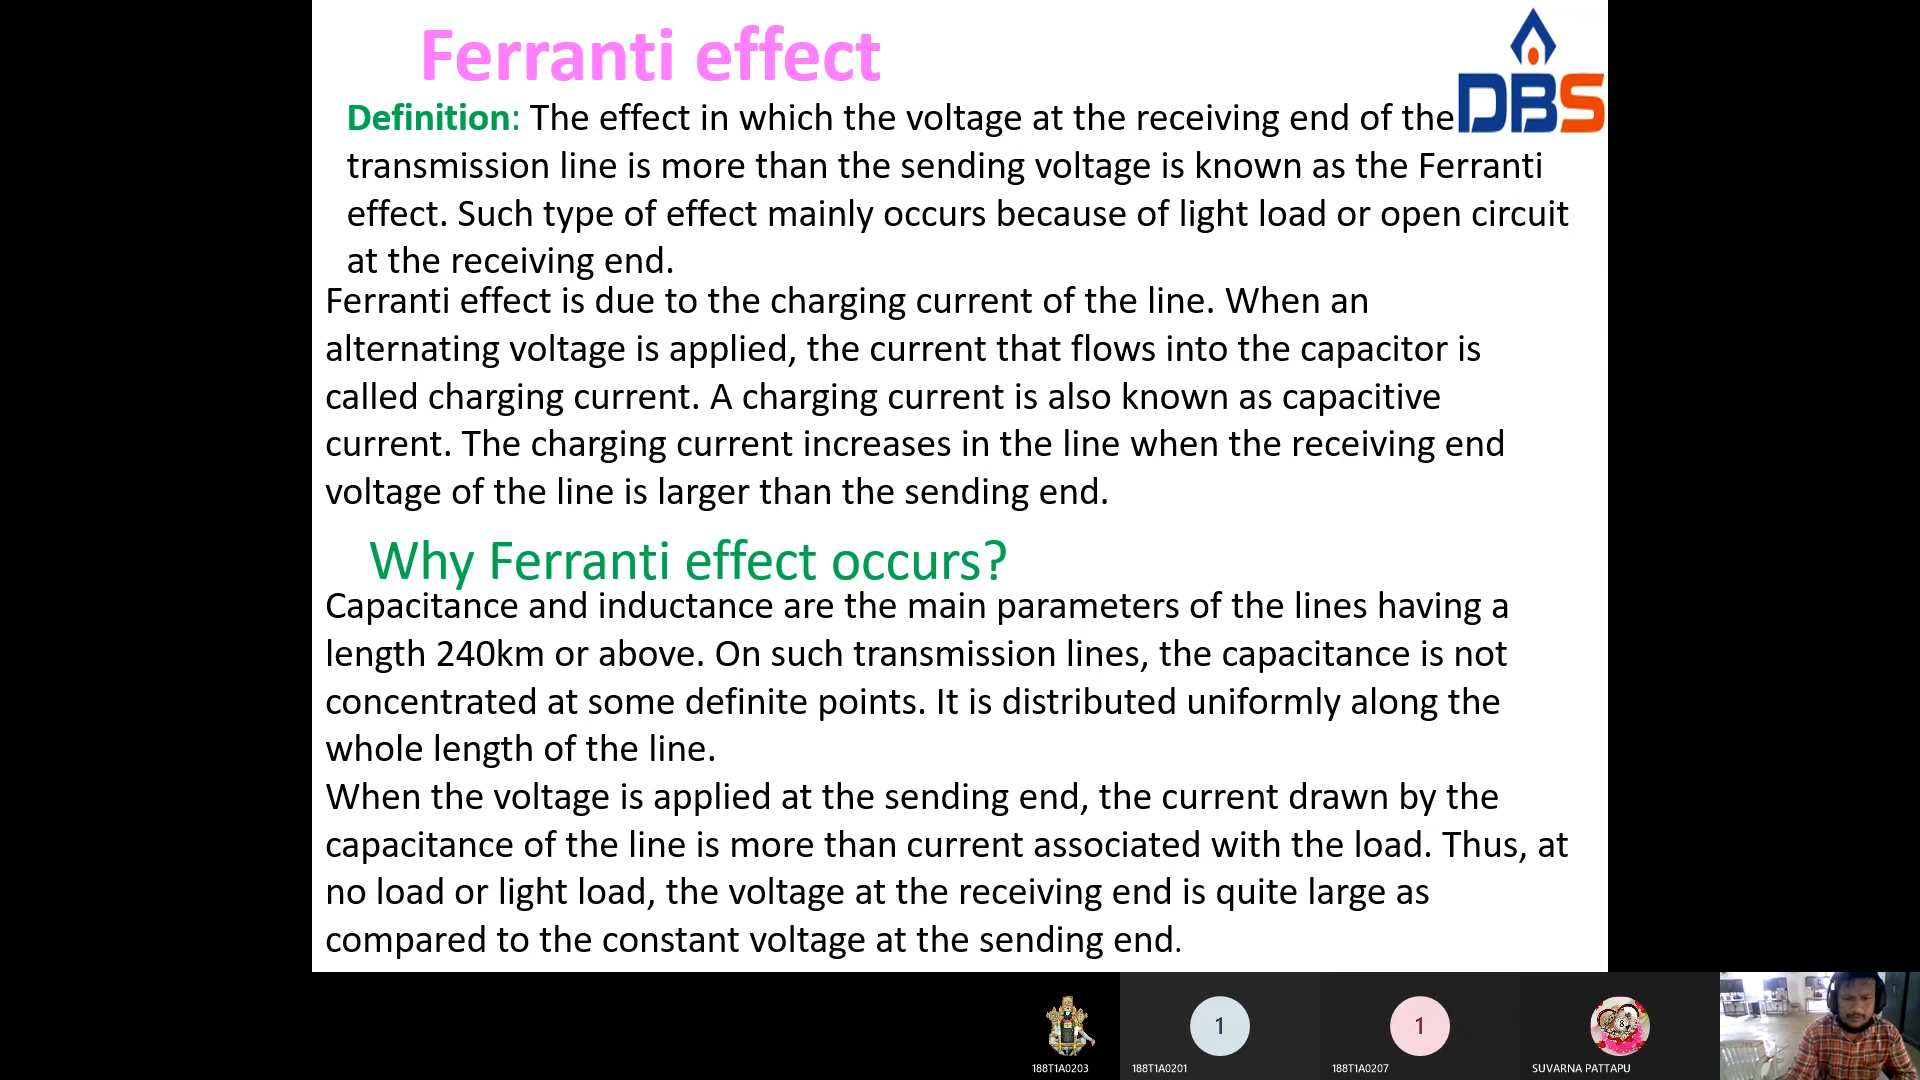 Ferranti effect
DBS
Definition: The effect in which the voltage at the receiving end of the
transmission line is more than the sending voltage is known as the Ferranti
effect. Such type of effect mainly occurs because of light load or open circuit
at the receiving end.
Ferranti effect is due to the charging current of the line. When an
alternating voltage is applied, the current that flows into the capacitor is
called charging current. A charging current is also known as capacitive
current. The charging current increases in the line when the receiving end
voltage of the line is larger than the sending end.
Why Ferranti effect occurs?
Capacitance and inductance are the main parameters of the lines having a
length 240km or above. On such transmission lines, the capacitance is not
concentrated at some definite points. It is distributed uniformly along the
whole length of the line.
When the voltage is applied at the sending end, the current drawn by the
capacitance of the line is more than current associated with the load. Thus, at
no load or light load, the voltage at the receiving end is quite large as
compared to the constant voltage at the sending end.
1
1
8
188T1A0203
188T1A0201
188T1A0207
SUVARNA PATTAPU